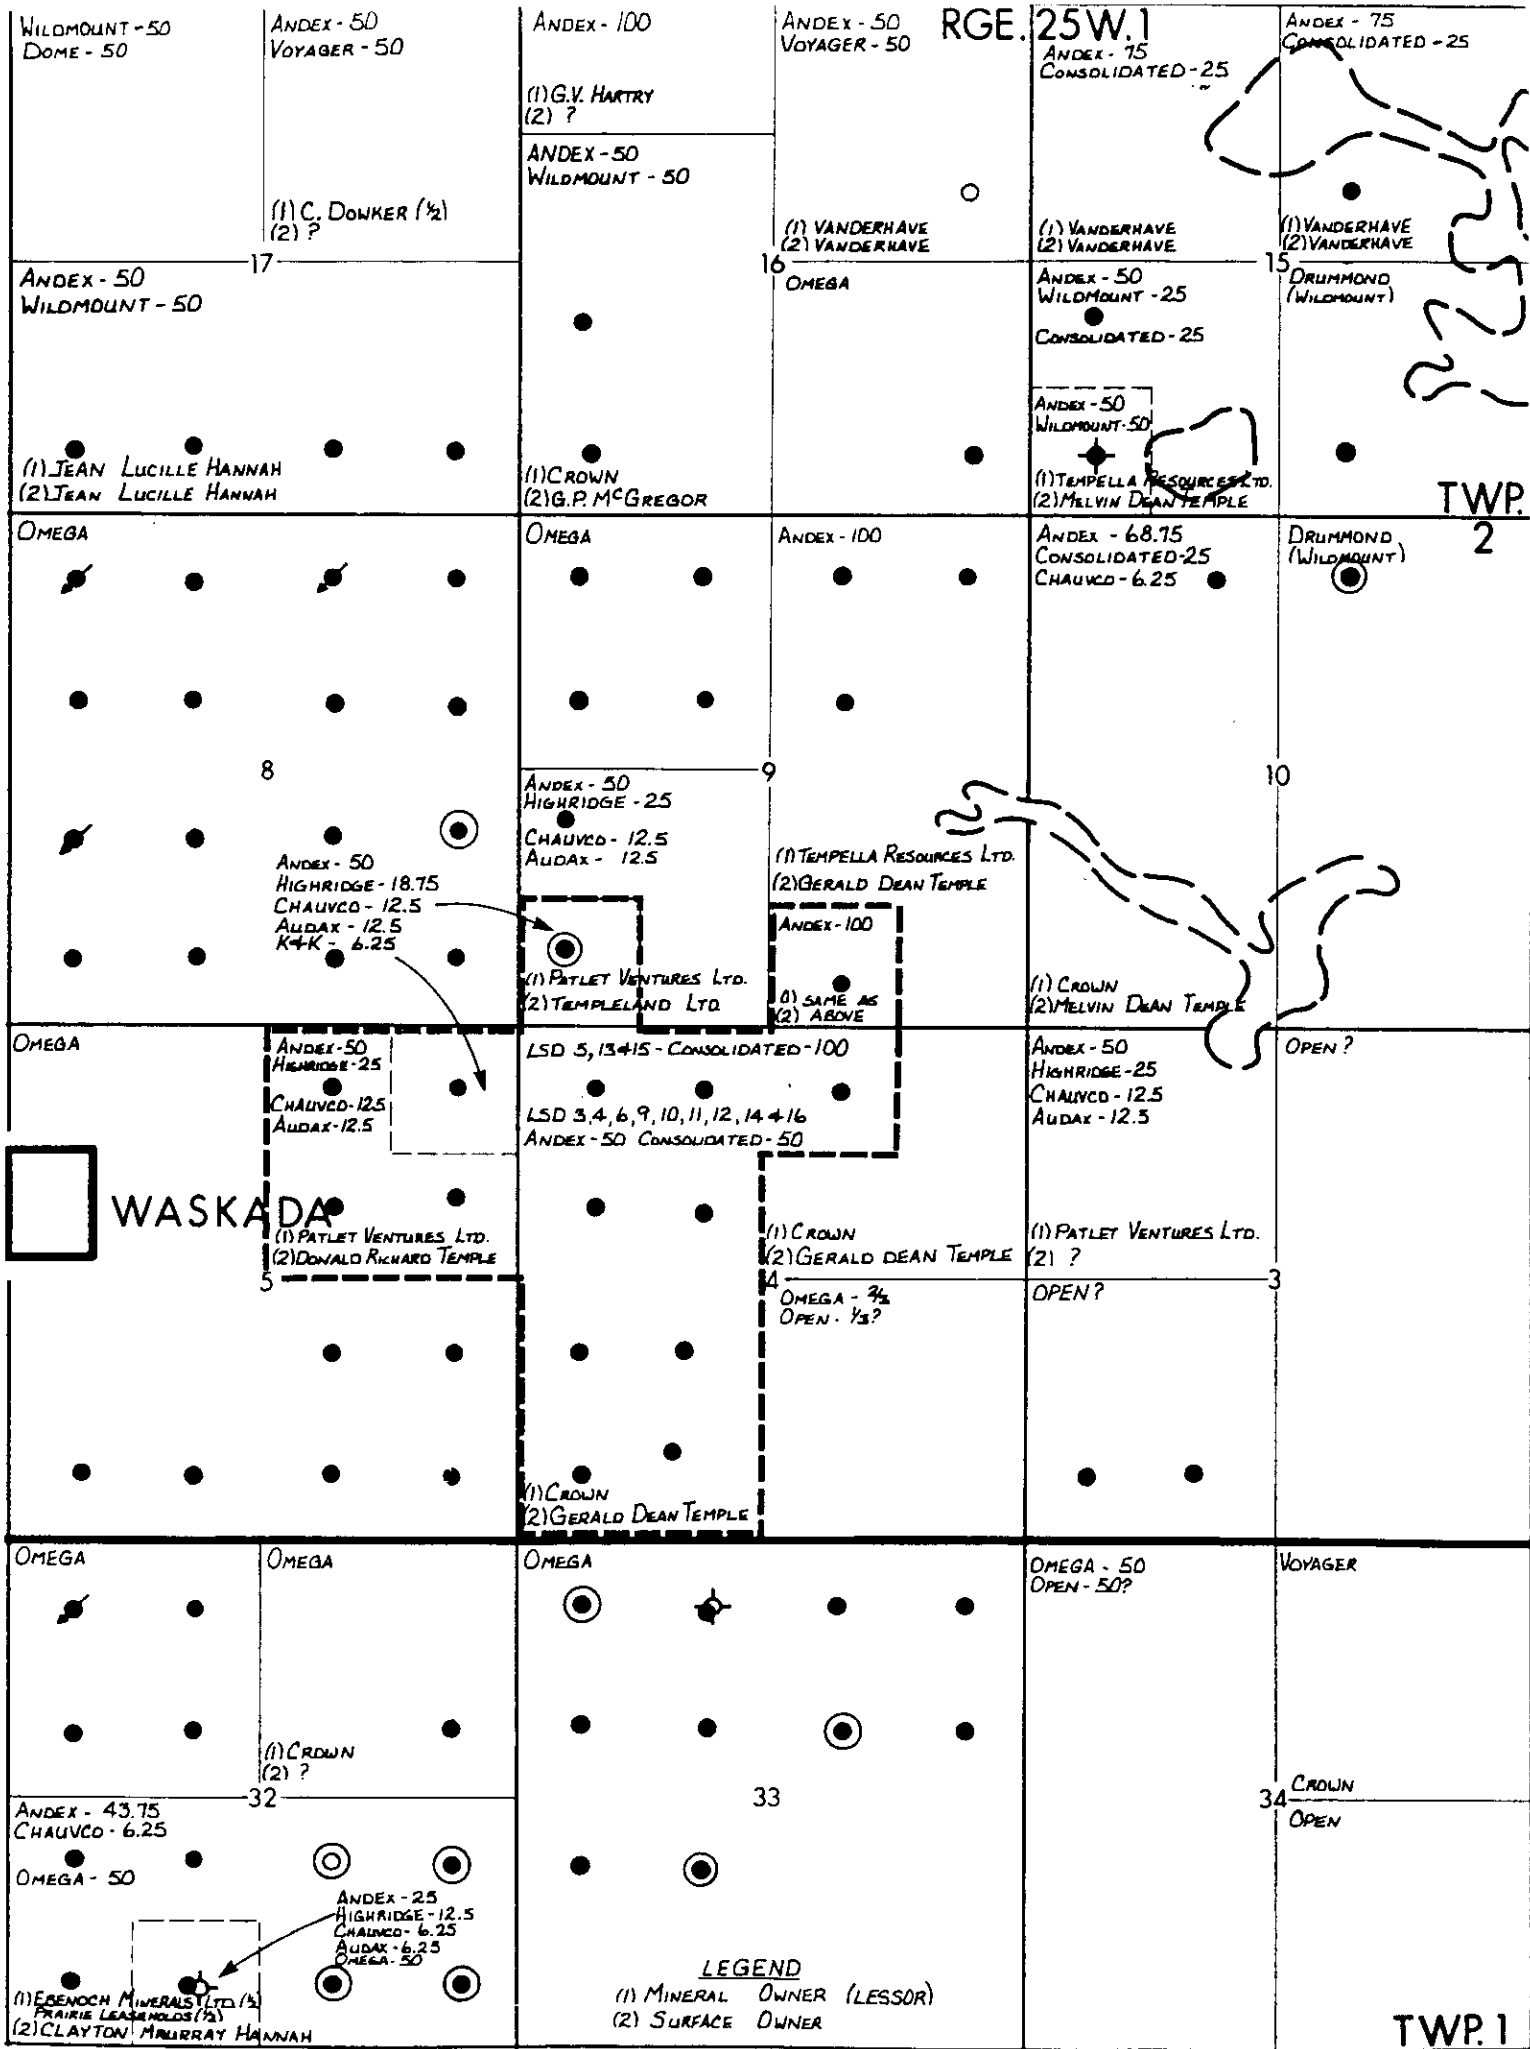 RGE. 25W.1
WILDMOUNT - 50
DOME - 50
ANDEX - 50
VOYAGER - 50
(1) C. DOWKER (½)
(2) ?
ANDEX - 100
(1) G.V. HARTRY
(2) ?
ANDEX - 50
WILDMOUNT - 50
ANDEX - 50
VOYAGER - 50
(1) VANDERHAVE
(2) VANDERHAVE
ANDEX - 75
CONSOLIDATED - 25
(1) VANDERHAVE
(2) VANDERHAVE
ANDEX - 75
CONSOLIDATED - 25
(1) VANDERHAVE
(2) VANDERHAVE
17
16
15
ANDEX - 50
WILDMOUNT - 50
(1) JEAN LUCILLE HANNAH
(2) JEAN LUCILLE HANNAH
(1) CROWN
(2) G.P. McGREGOR
OMEGA
ANDEX - 50
WILDMOUNT - 25
CONSOLIDATED - 25
ANDEX - 50
WILDMOUNT - 50
(1) TEMPELLA RESOURCES LTD.
(2) MELVIN DEAN TEMPLE
DRUMMOND
(WILDMOUNT)
TWP.
2
OMEGA
OMEGA
ANDEX - 100
ANDEX - 68.75
CONSOLIDATED - 25
CHAUVCO - 6.25
DRUMMOND
(WILDMOUNT)
8
9
10
ANDEX - 50
HIGHRIDGE - 18.75
CHAUVCO - 12.5
AUDAX - 12.5
K+K - 6.25
ANDEX - 50
HIGHRIDGE - 25
CHAUVCO - 12.5
AUDAX - 12.5
(1) PATLET VENTURES LTD.
(2) TEMPLELAND LTD
(1) TEMPELLA RESOURCES LTD.
(2) GERALD DEAN TEMPLE
ANDEX - 100
(1) SAME AS
(2) ABOVE
(1) CROWN
(2) MELVIN DEAN TEMPLE
OMEGA
ANDEX - 50
HIGHRIDGE - 25
CHAUVCO - 12.5
AUDAX - 12.5
LSD 5, 13+15 - CONSOLIDATED - 100
LSD 3, 4, 6, 9, 10, 11, 12, 14 + 16
ANDEX - 50 CONSOLIDATED - 50
ANDEX - 50
HIGHRIDGE - 25
CHAUVCO - 12.5
AUDAX - 12.5
OPEN ?
WASKADA
(1) PATLET VENTURES LTD.
(2) DONALD RICHARD TEMPLE
(1) CROWN
(2) GERALD DEAN TEMPLE
(1) PATLET VENTURES LTD.
(2) ?
5
4
3
OMEGA - ⅔
OPEN - ⅓?
OPEN ?
(1) CROWN
(2) GERALD DEAN TEMPLE
OMEGA
OMEGA
OMEGA
OMEGA - 50
OPEN - 50?
VOYAGER
(1) CROWN
(2) ?
CROWN
32
33
34
OPEN
ANDEX - 43.75
CHAUVCO - 6.25
OMEGA - 50
ANDEX - 25
HIGHRIDGE - 12.5
CHAUVCO - 6.25
AUDAX - 6.25
OMEGA - 50
(1) EBENOCH MINERALS LTD (½)
PRAIRIE LEASEHOLDS (½)
(2) CLAYTON MAURRAY HANNAH
LEGEND
(1) MINERAL OWNER (LESSOR)
(2) SURFACE OWNER
TWP. 1